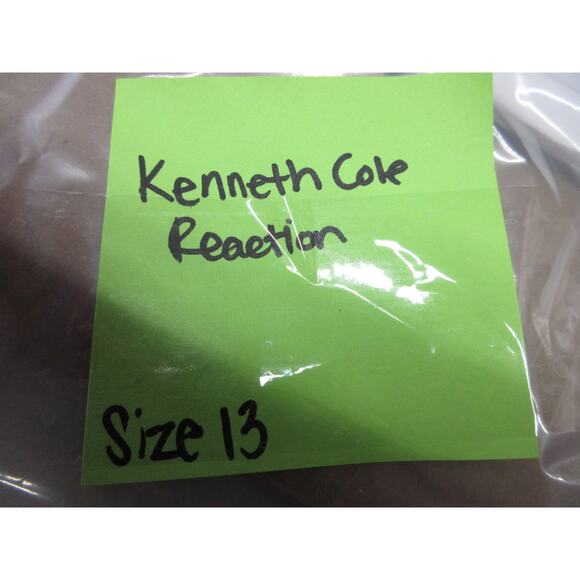 Kenneth Cole
Reaction
Size 13